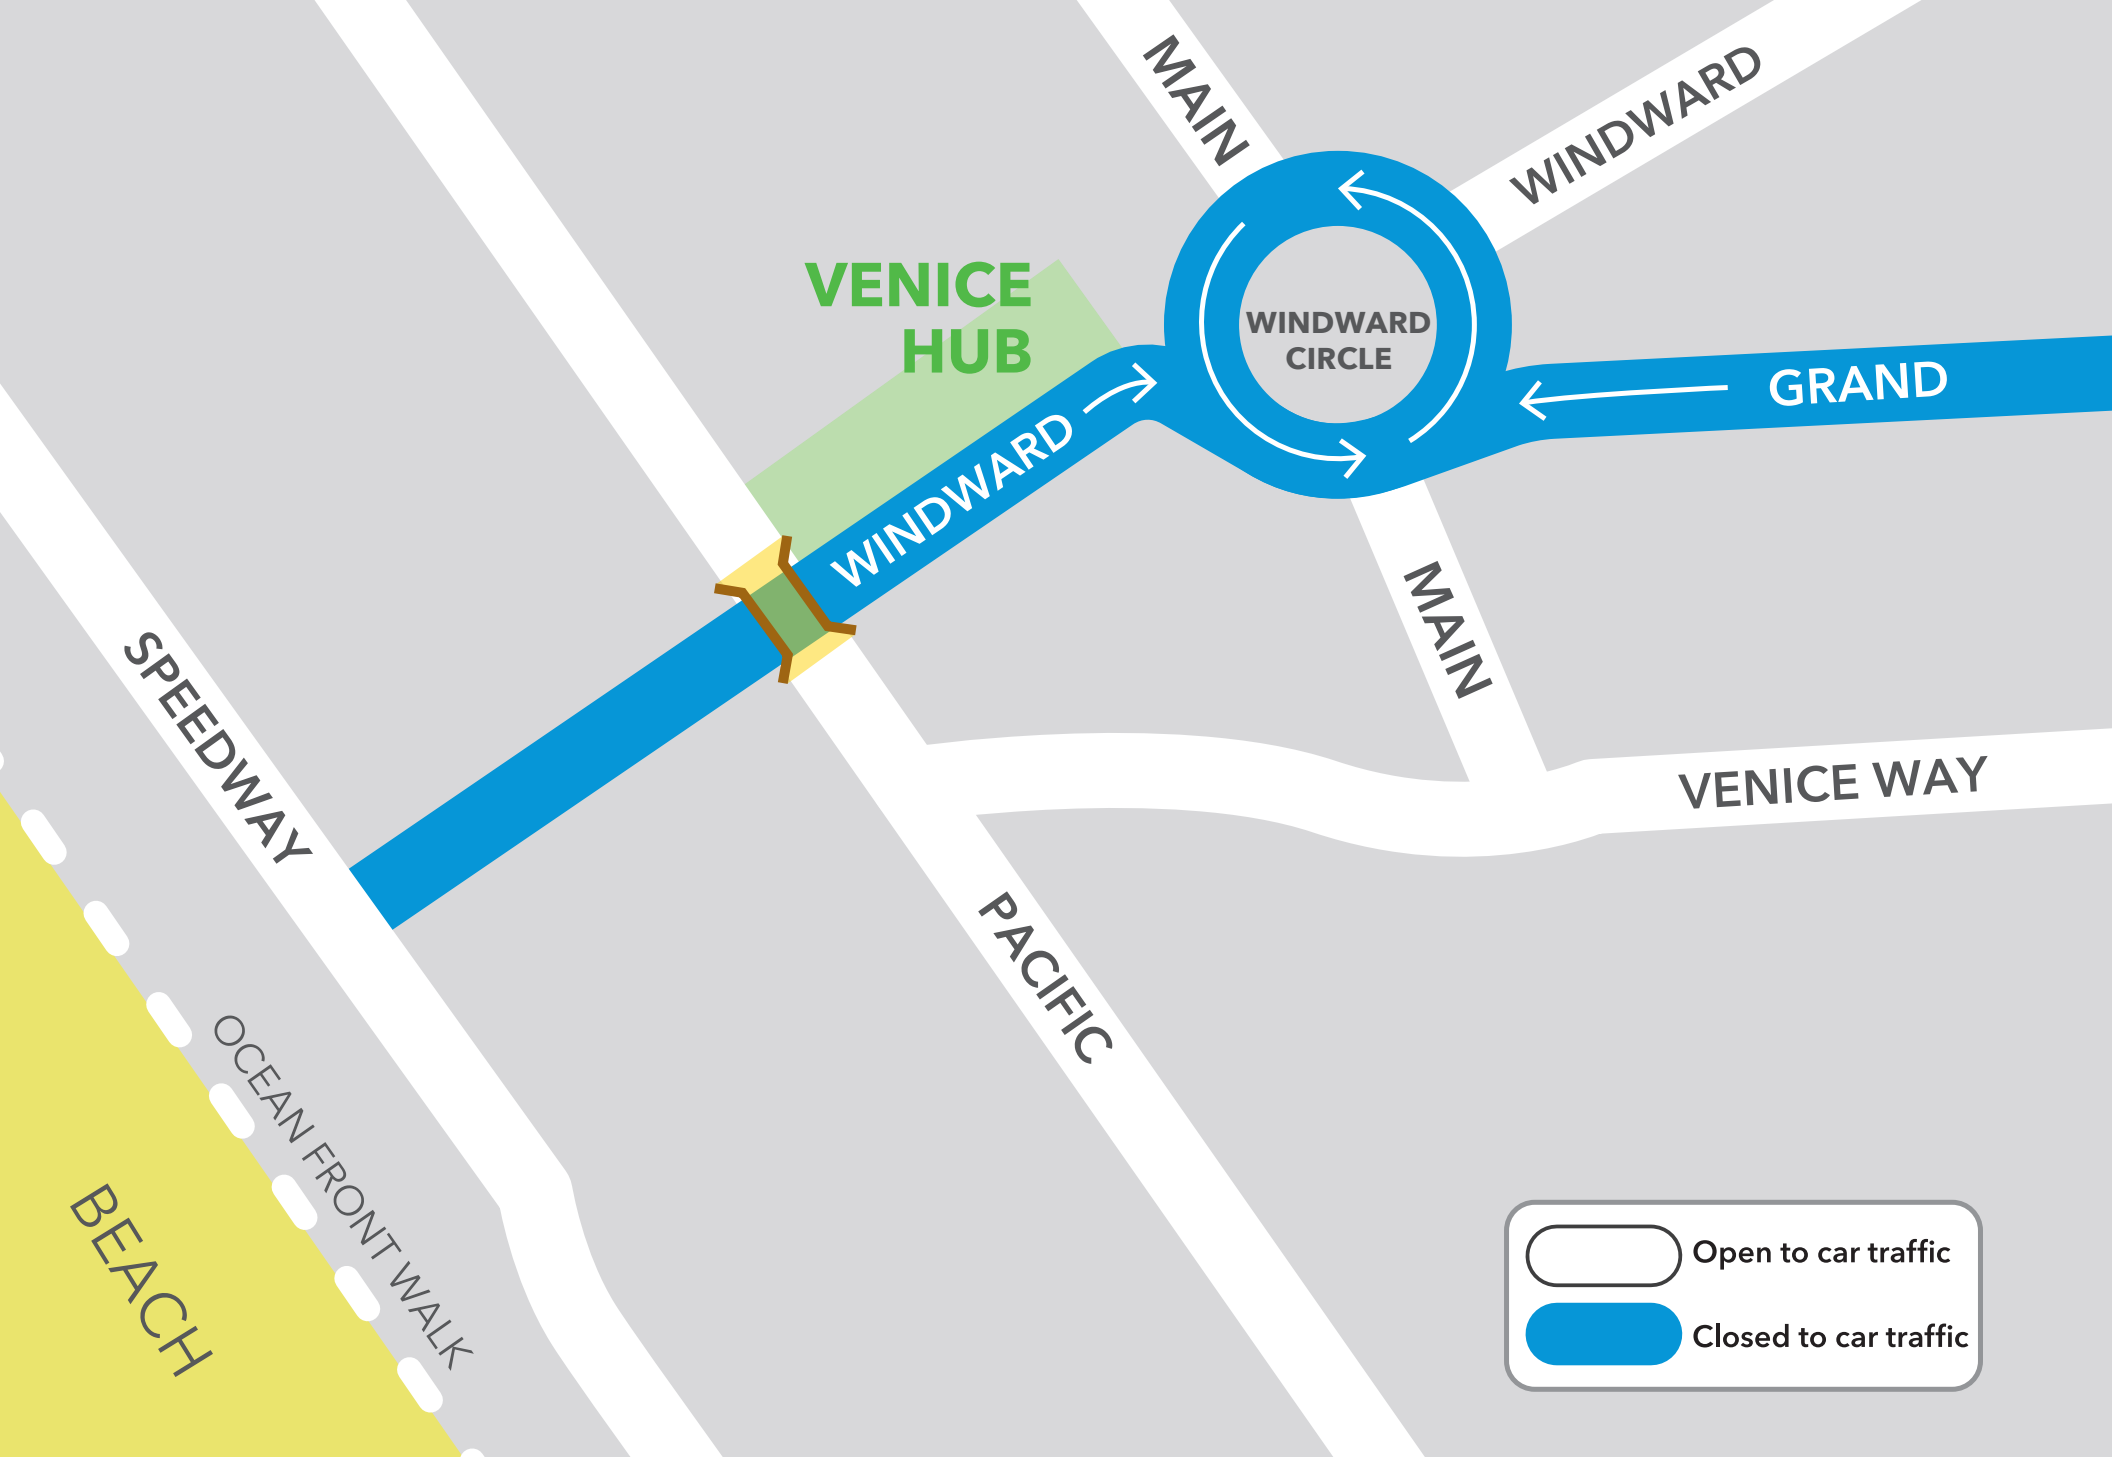 MAIN
WINDWARD
VENICE
HUB
WINDWARD
CIRCLE
GRAND
WINDWARD
MAIN
SPEEDWAY
VENICE WAY
PACIFIC
OCEAN FRONT WALK
BEACH
Open to car traffic
Closed to car traffic